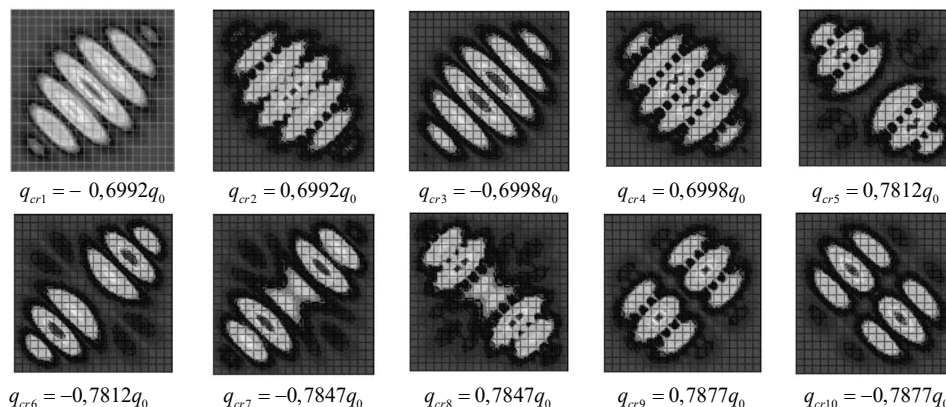 q_cr1 = − 0,6992q_0
q_cr2 = 0,6992q_0
q_cr3 = −0,6998q_0
q_cr4 = 0,6998q_0
q_cr5 = 0,7812q_0
q_cr6 = −0,7812q_0
q_cr7 = −0,7847q_0
q_cr8 = 0,7847q_0
q_cr9 = 0,7877q_0
q_cr10 = −0,7877q_0